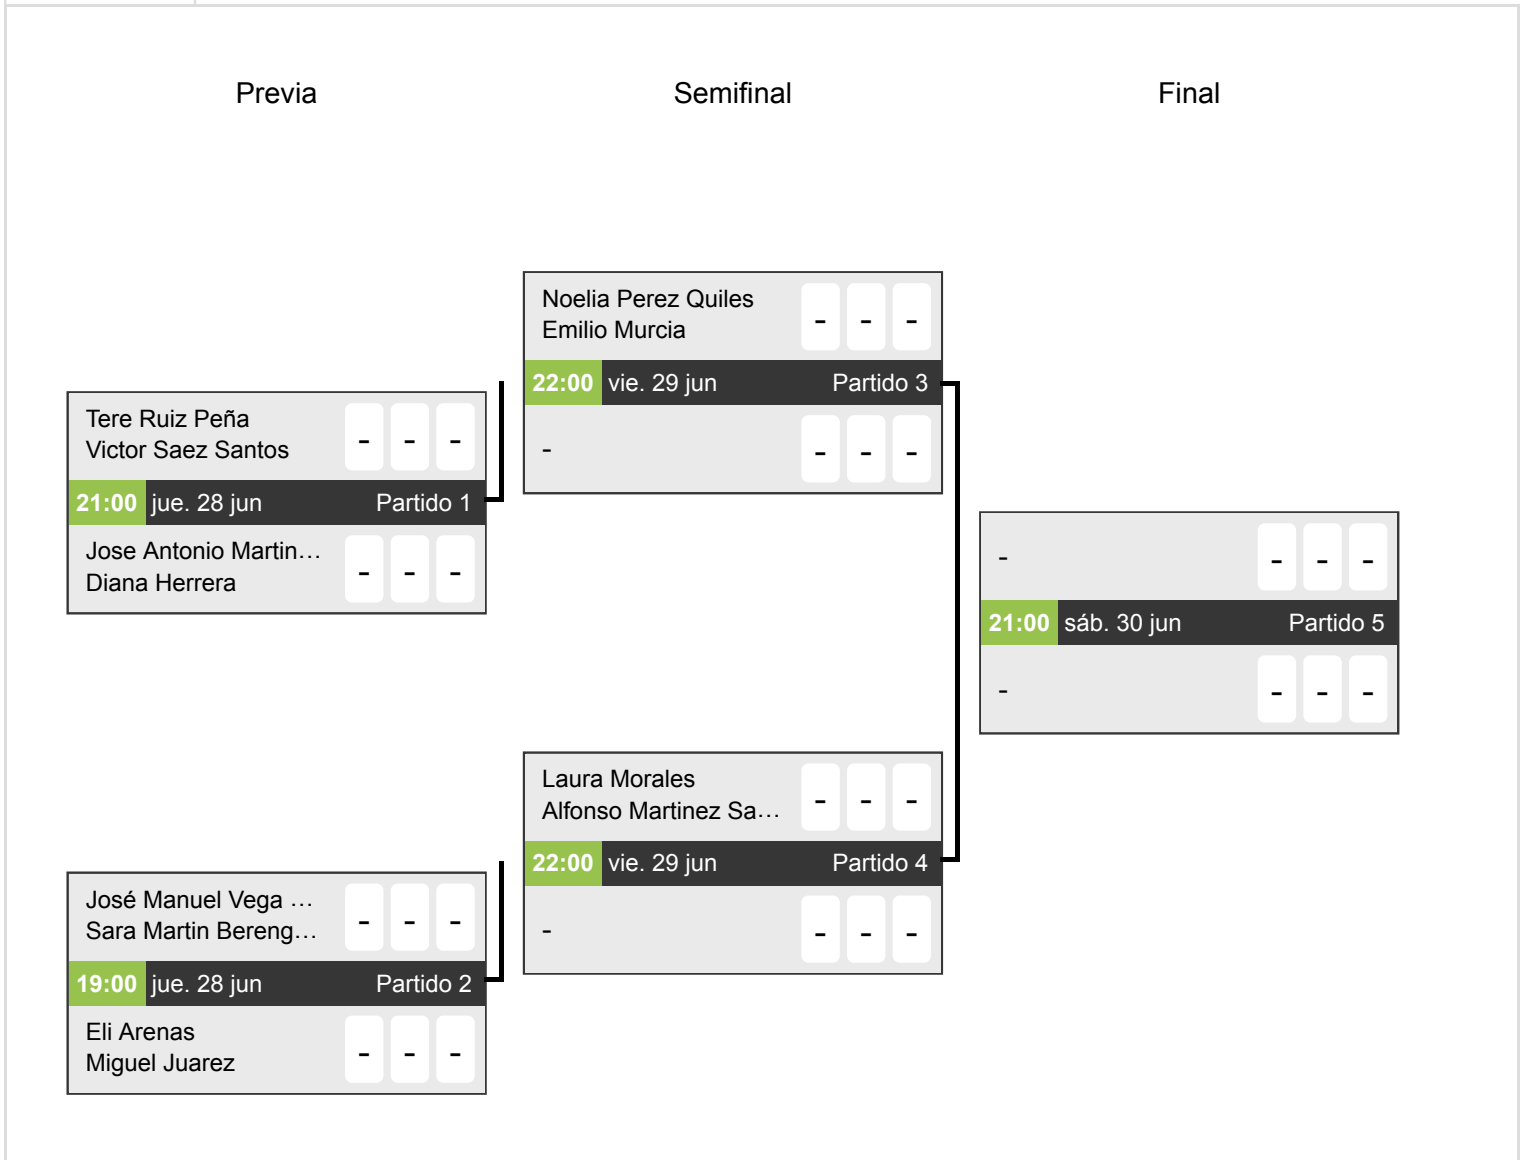 Previa
Semifinal
Final
Tere Ruiz Peña
Victor Saez Santos
- - -
21:00 jue. 28 jun Partido 1
Jose Antonio Martin…
Diana Herrera
- - -
José Manuel Vega …
Sara Martin Bereng…
- - -
19:00 jue. 28 jun Partido 2
Eli Arenas
Miguel Juarez
- - -
Noelia Perez Quiles
Emilio Murcia
- - -
22:00 vie. 29 jun Partido 3
-
- - -
Laura Morales
Alfonso Martinez Sa…
- - -
22:00 vie. 29 jun Partido 4
-
- - -
-
- - -
21:00 sáb. 30 jun Partido 5
-
- - -